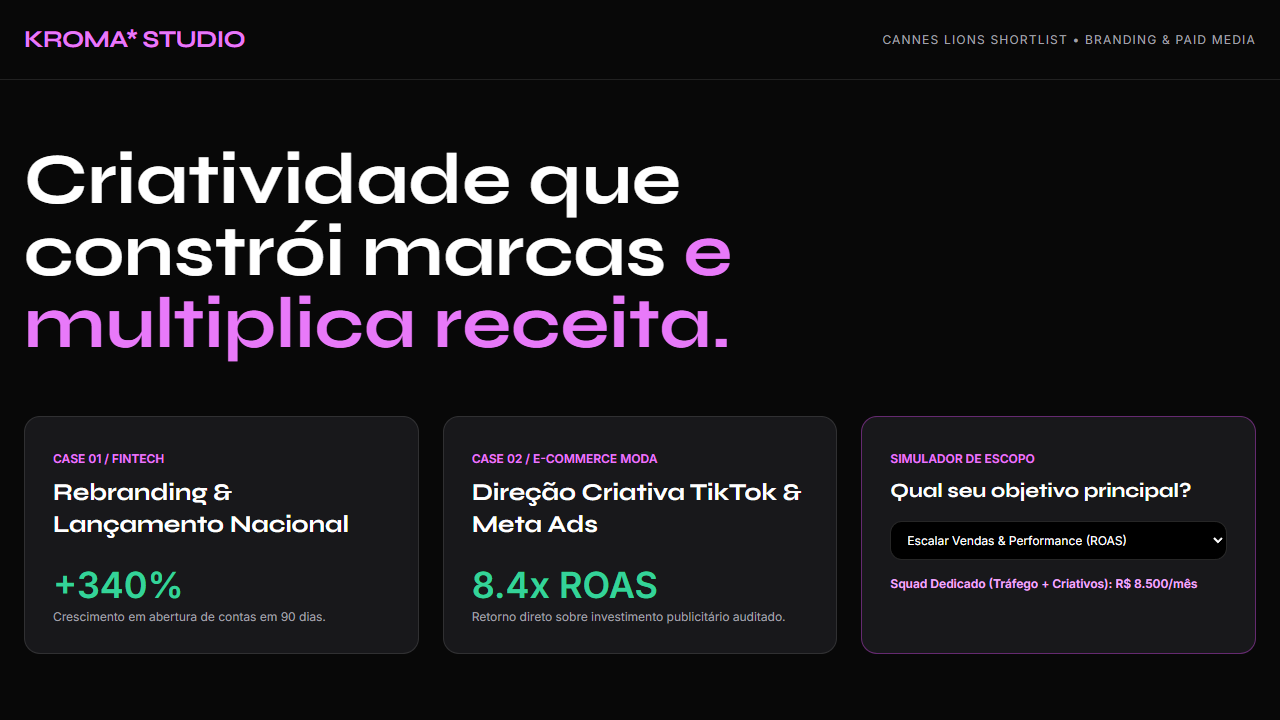 KROMA* STUDIO
CANNES LIONS SHORTLIST • BRANDING & PAID MEDIA
Criatividade que
constrói marcas e
multiplica receita.
CASE 01 / FINTECH
Rebranding &
Lançamento Nacional
+340%
Crescimento em abertura de contas em 90 dias.
CASE 02 / E-COMMERCE MODA
Direção Criativa TikTok &
Meta Ads
8.4x ROAS
Retorno direto sobre investimento publicitário auditado.
SIMULADOR DE ESCOPO
Qual seu objetivo principal?
Escalar Vendas & Performance (ROAS)
Squad Dedicado (Tráfego + Criativos): R$ 8.500/mês